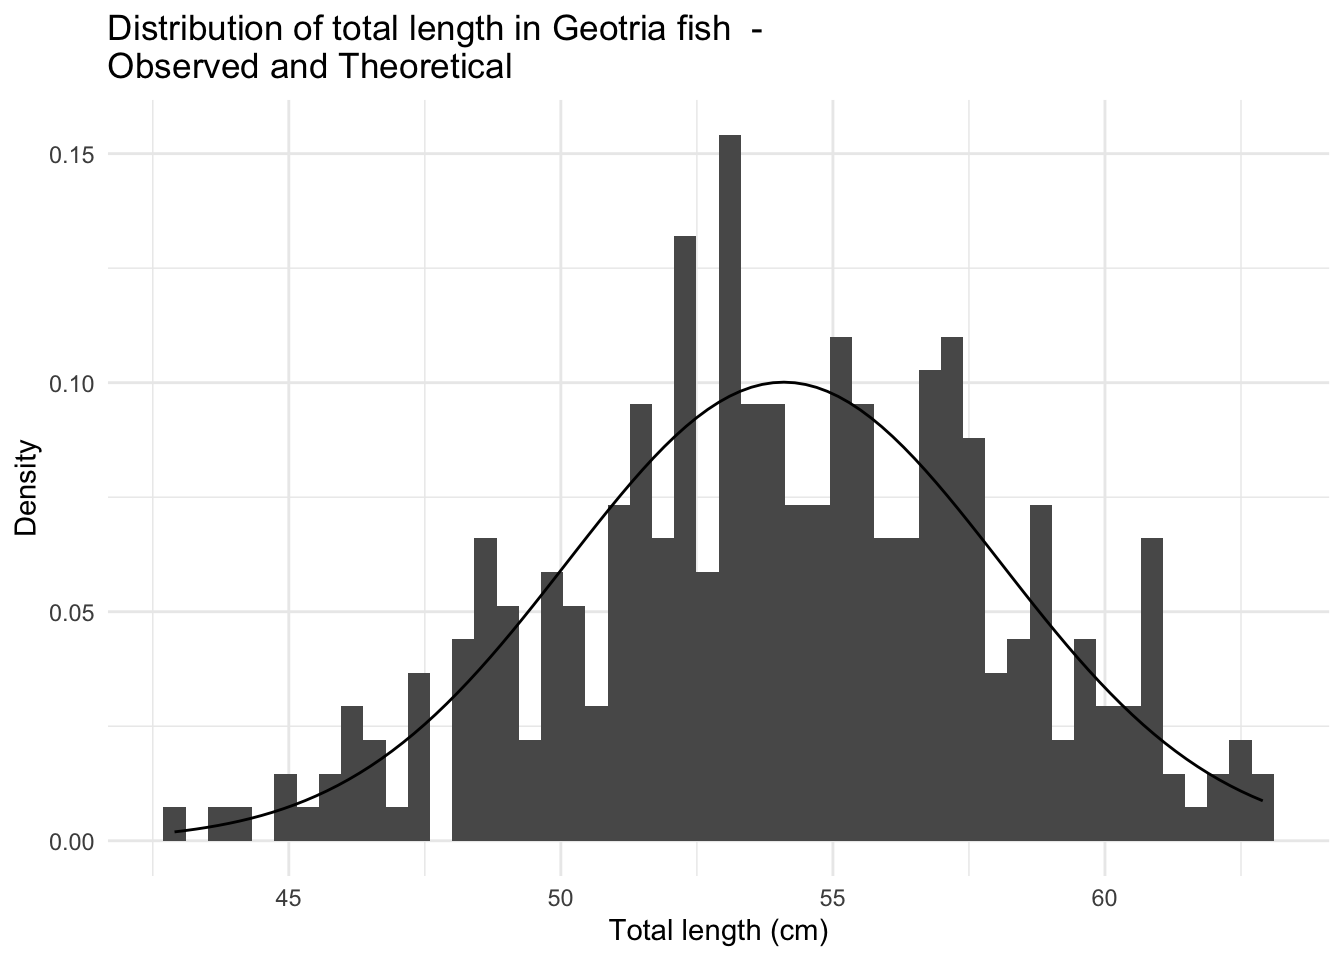 Distribution of total length in Geotria fish  -
Observed and Theoretical
0.15
0.10
0.05
0.00
Density
45 50 55 60
Total length (cm)